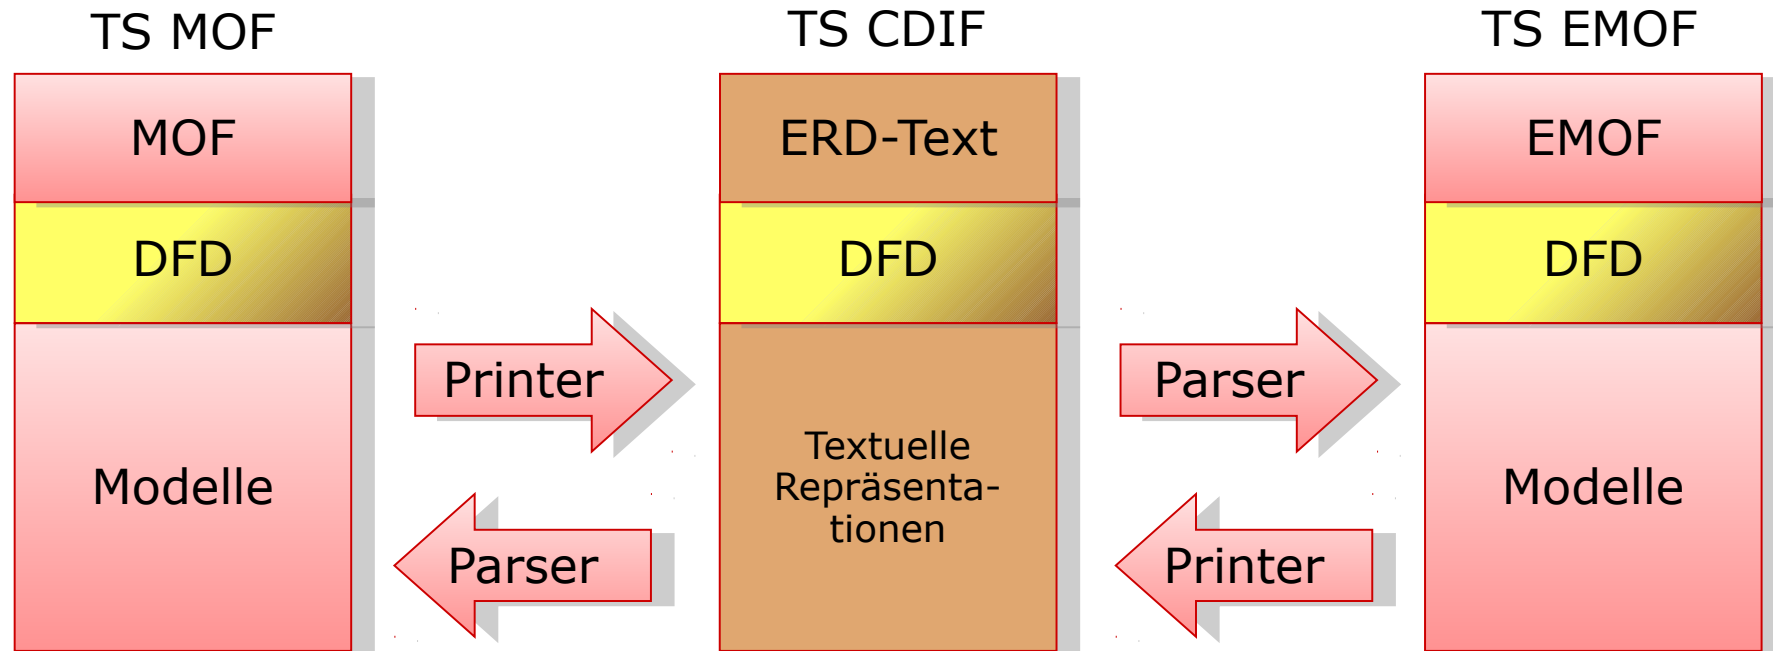 TS MOF
TS CDIF
TS EMOF
MOF
ERD-Text
EMOF
DFD
DFD
DFD
Printer
Parser
Modelle
Textuelle
Repräsenta-
tionen
Modelle
Parser
Printer